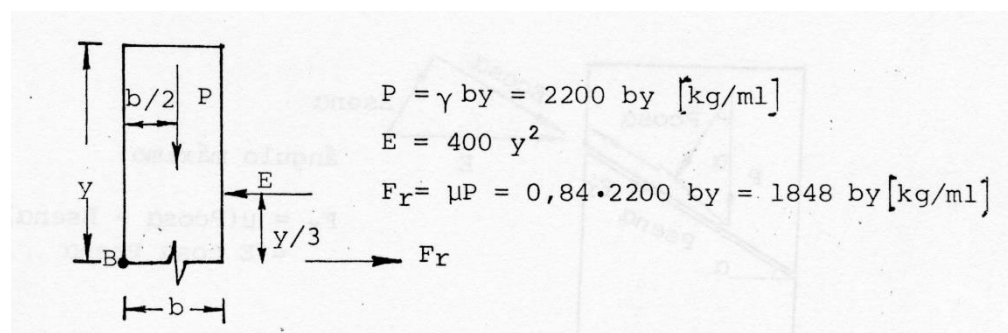 b/2 P
y
E
y/3
B
Fr
b
P = γ by = 2200 by [kg/ml]
E = 400 y²
Fr= μP = 0,84·2200 by = 1848 by[kg/ml]